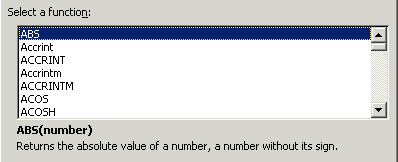 Select a function:
ABS
Accrint
ACCRINT
Accrintm
ACCRINTM
ACOS
ACOSH
ABS(number)
Returns the absolute value of a number, a number without its sign.